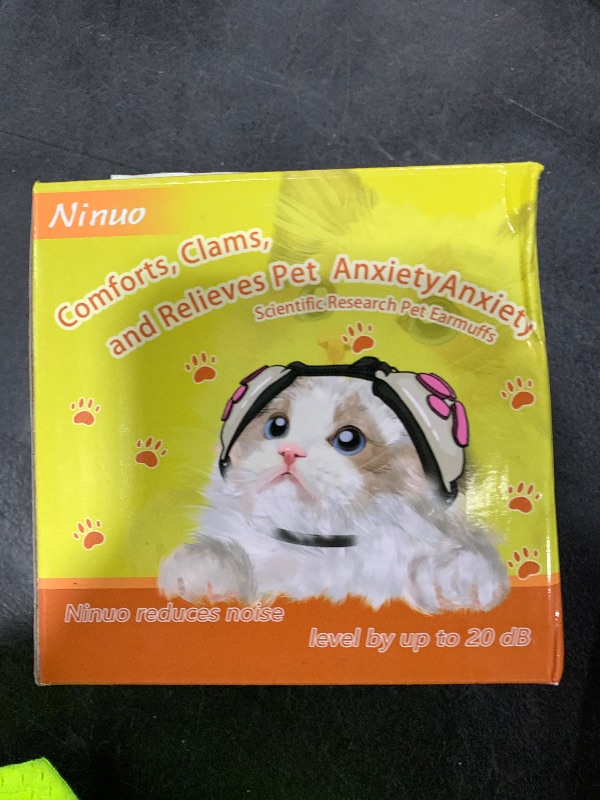 Ninuo
Comforts, Clams,
and Relieves Pet AnxietyAnxiety
Scientific Research Pet Earmuffs
Ninuo reduces noise
level by up to 20 dB